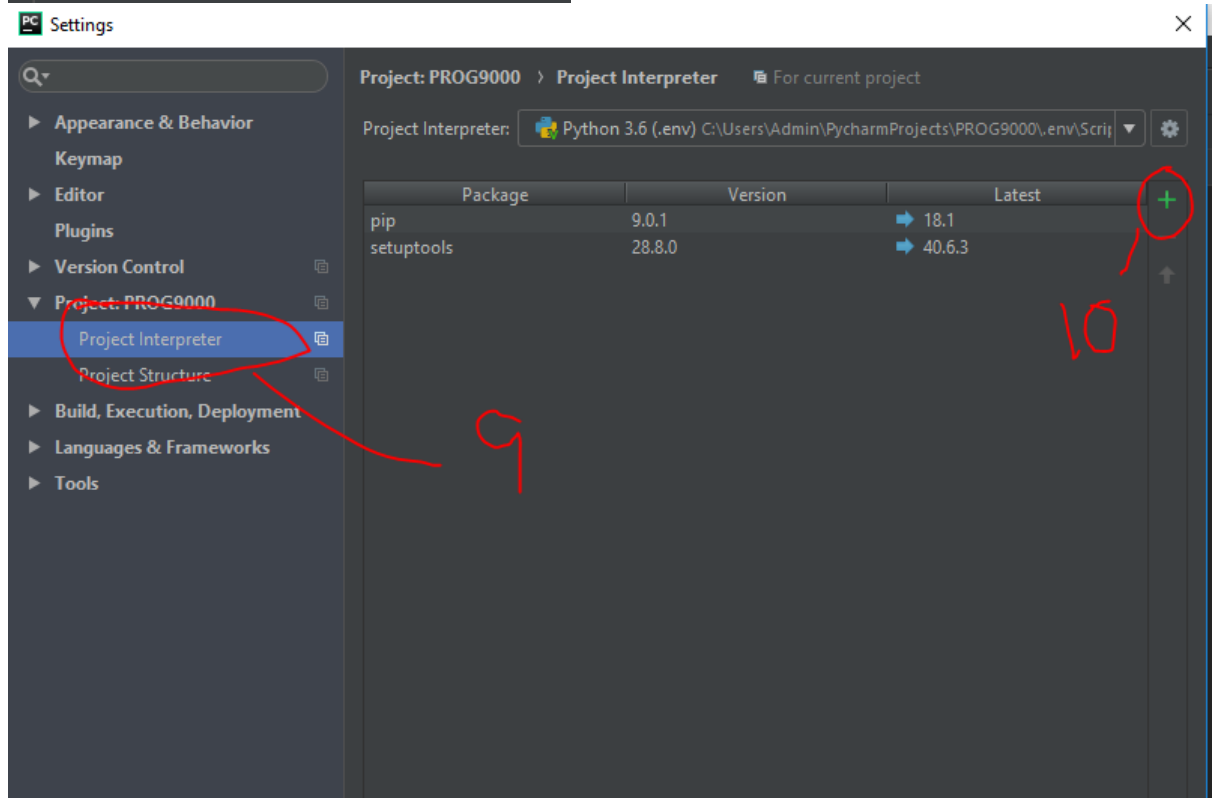 PC Settings
Project: PROG9000 › Project Interpreter For current project
Project Interpreter: Python 3.6 (.env) C:\Users\Admin\PycharmProjects\PROG9000\.env\Scrip
Appearance & Behavior
Keymap
Editor
Plugins
Version Control
Project: PROG9000
Project Interpreter
Project Structure
Build, Execution, Deployment
Languages & Frameworks
Tools
Package Version Latest
pip 9.0.1 18.1
setuptools 28.8.0 40.6.3
9
10